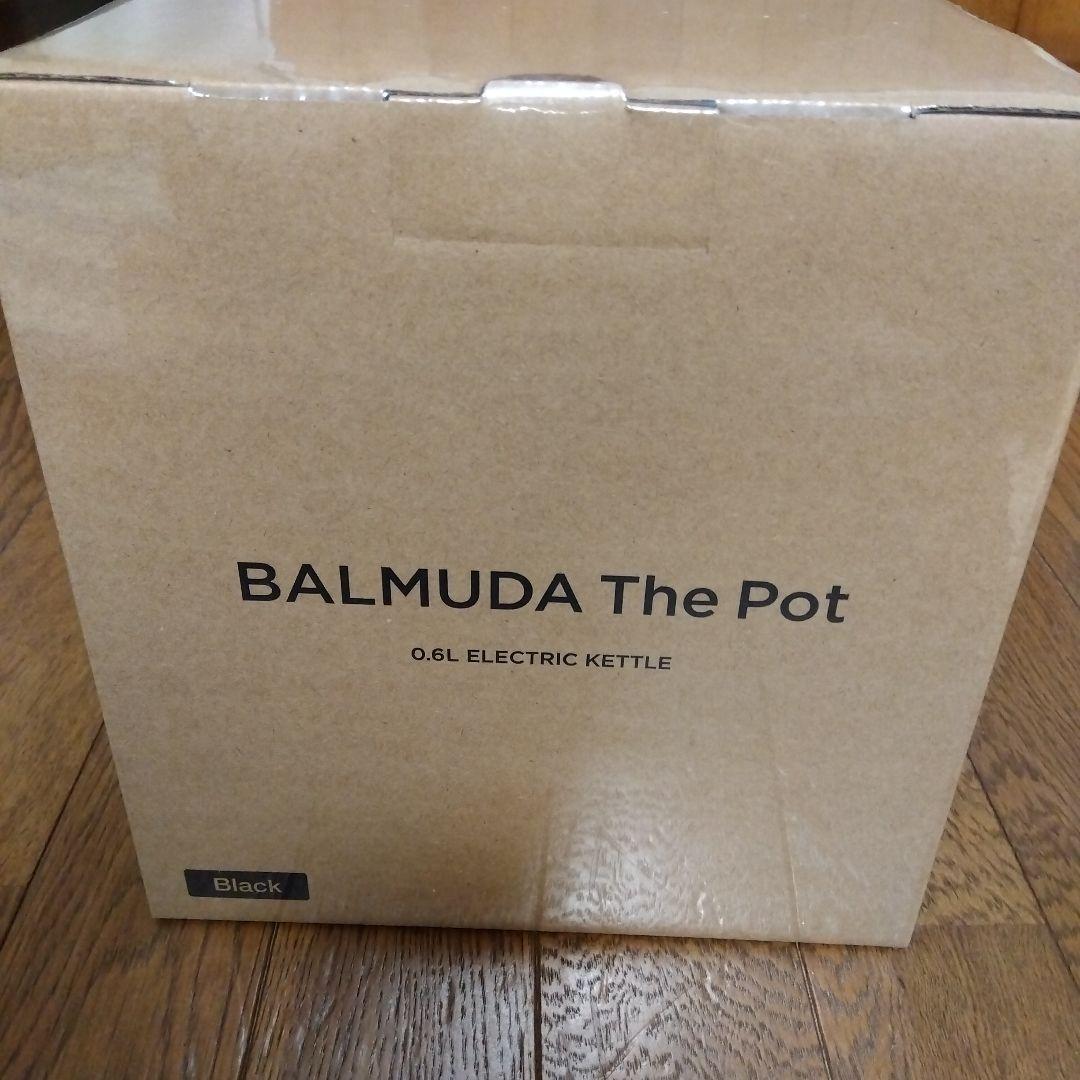 BALMUDA The Pot
0.6L ELECTRIC KETTLE
Black